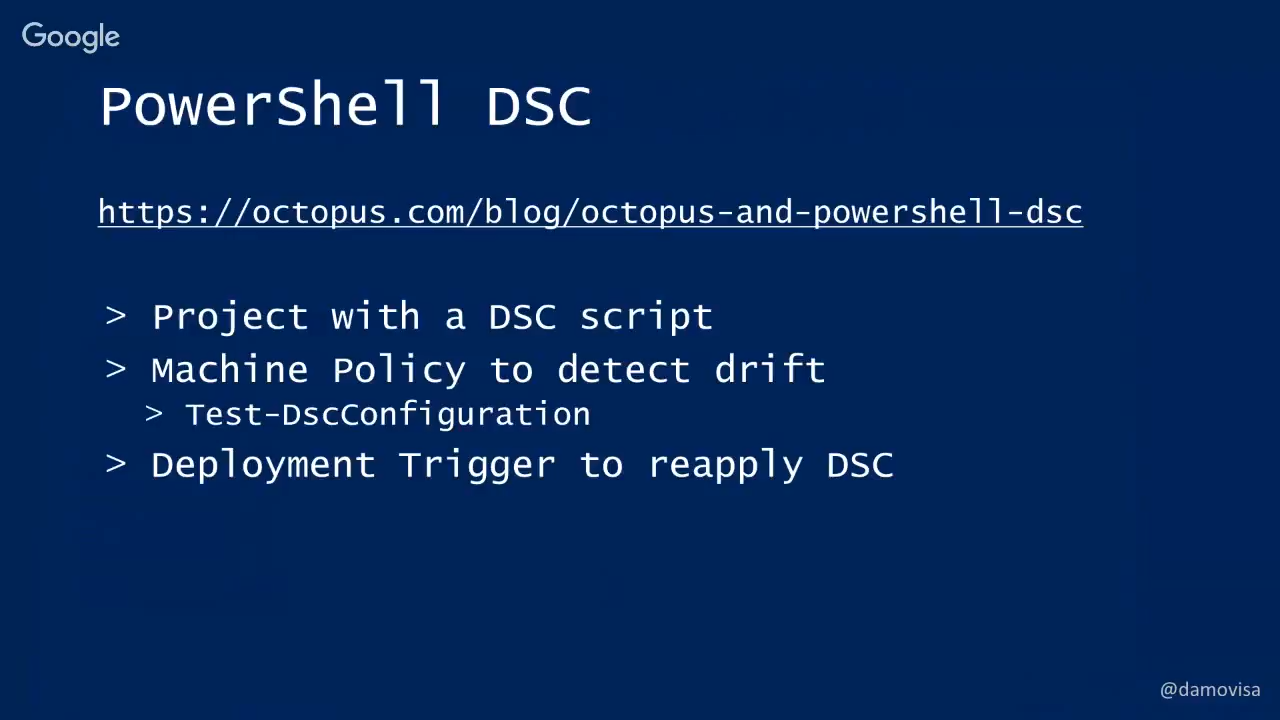 Google
PowerShell DSC
https://octopus.com/blog/octopus-and-powershell-dsc
> Project with a DSC script
> Machine Policy to detect drift
> Test-DscConfiguration
> Deployment Trigger to reapply DSC
@damovisa